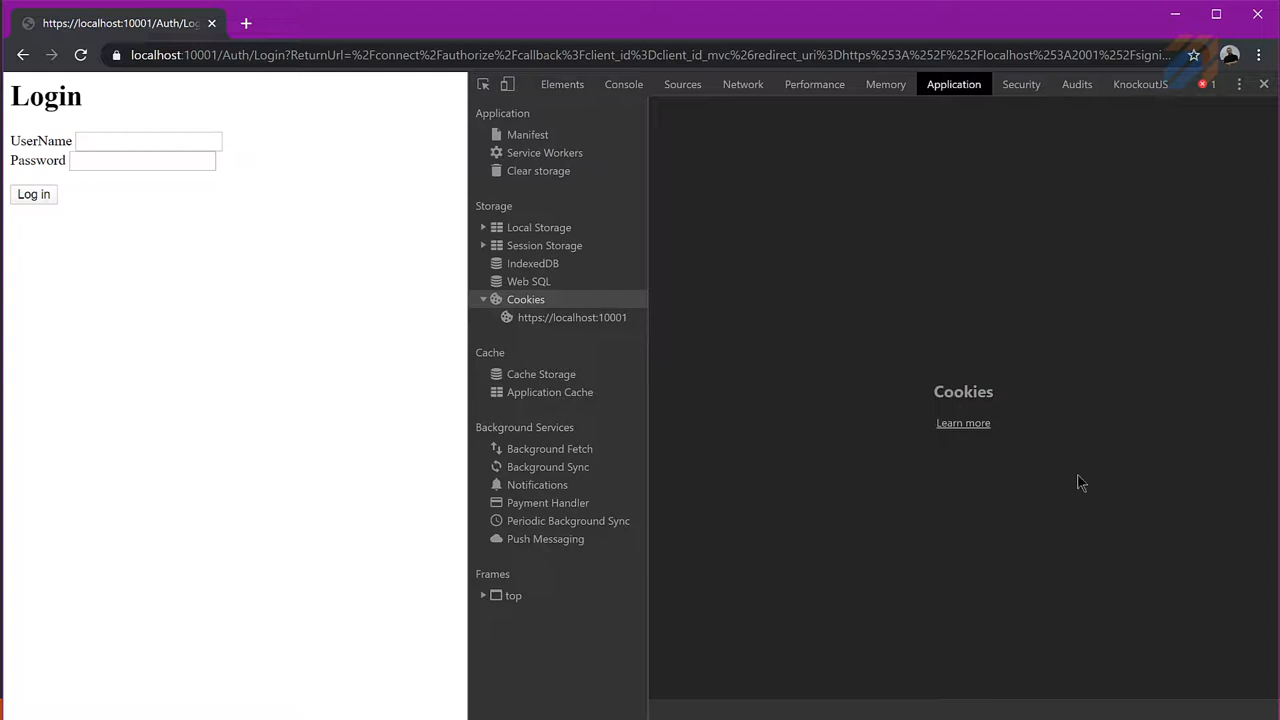 https://localhost:10001/Auth/Log
localhost:10001/Auth/Login?ReturnUrl=%2Fconnect%2Fauthorize%2Fcallback%3Fclient_id%3Dclient_id_mvc%26redirect_uri%3Dhttps%253A%252F%252Flocalhost%253A2001%252Fsigni...
Login
UserName
Password
Log in
Elements
Console
Sources
Network
Performance
Memory
Application
Security
Audits
KnockoutJS
1
Application
Manifest
Service Workers
Clear storage
Storage
Local Storage
Session Storage
IndexedDB
Web SQL
Cookies
https://localhost:10001
Cache
Cache Storage
Application Cache
Background Services
Background Fetch
Background Sync
Notifications
Payment Handler
Periodic Background Sync
Push Messaging
Frames
top
Cookies
Learn more